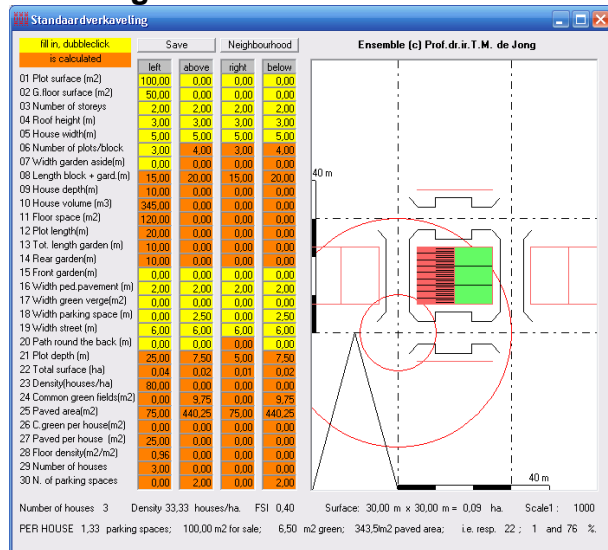 Standaardverkaveling
fill in, dubbleclick Save Neighbourhood Ensemble (c) Prof.dr.ir.T.M. de Jong
is calculated left above right below
01 Plot surface (m2) 100,00 0,00 0,00 0,00
02 G.floor surface (m2) 50,00 0,00 0,00 0,00
03 Number of storeys 2,00 2,00 2,00 2,00
04 Roof height (m) 3,00 3,00 3,00 3,00
05 House width(m) 5,00 5,00 5,00 5,00
06 Number of plots/block 3,00 4,00 3,00 4,00
07 Width garden aside(m) 0,00 0,00 0,00 0,00
08 Length block + gard.(m) 15,00 20,00 15,00 20,00
09 House depth(m) 10,00 0,00 0,00 0,00
10 House volume (m3) 345,00 0,00 0,00 0,00
11 Floor space (m2) 120,00 0,00 0,00 0,00
12 Plot length(m) 20,00 0,00 0,00 0,00
13 Tot. length garden (m) 10,00 0,00 0,00 0,00
14 Rear garden(m) 10,00 0,00 0,00 0,00
15 Front garden(m) 0,00 0,00 0,00 0,00
16 Width ped.pavement (m) 2,00 2,00 2,00 2,00
17 Width green verge(m2) 0,00 0,00 0,00 0,00
18 Width parking space (m) 0,00 2,50 0,00 2,50
19 Width street (m) 6,00 6,00 6,00 6,00
20 Path round the back (m) 0,00 0,00 0,00 0,00
21 Plot depth (m) 25,00 7,50 5,00 7,50
22 Total surface (ha) 0,04 0,02 0,01 0,02
23 Density(houses/ha) 80,00 0,00 0,00 0,00
24 Common green fields(m2) 0,00 9,75 0,00 9,75
25 Paved area(m2) 75,00 440,25 75,00 440,25
26 C.green per house(m2) 0,00 0,00 0,00 0,00
27 Paved per house (m2) 25,00 0,00 0,00 0,00
28 Floor density(m2/m2) 0,96 0,00 0,00 0,00
29 Number of houses 3,00 0,00 0,00 0,00
30 N. of parking spaces 0,00 2,00 0,00 2,00
40 m
40 m
Number of houses 3 Density 33,33 houses/ha. FSI 0,40 Surface: 30,00 m x 30,00 m = 0,09 ha. Scale1 : 1000
PER HOUSE 1,33 parking spaces; 100,00 m2 for sale; 6,50 m2 green; 343,5m2 paved area; i.e. resp. 22 ; 1 and 76 %.